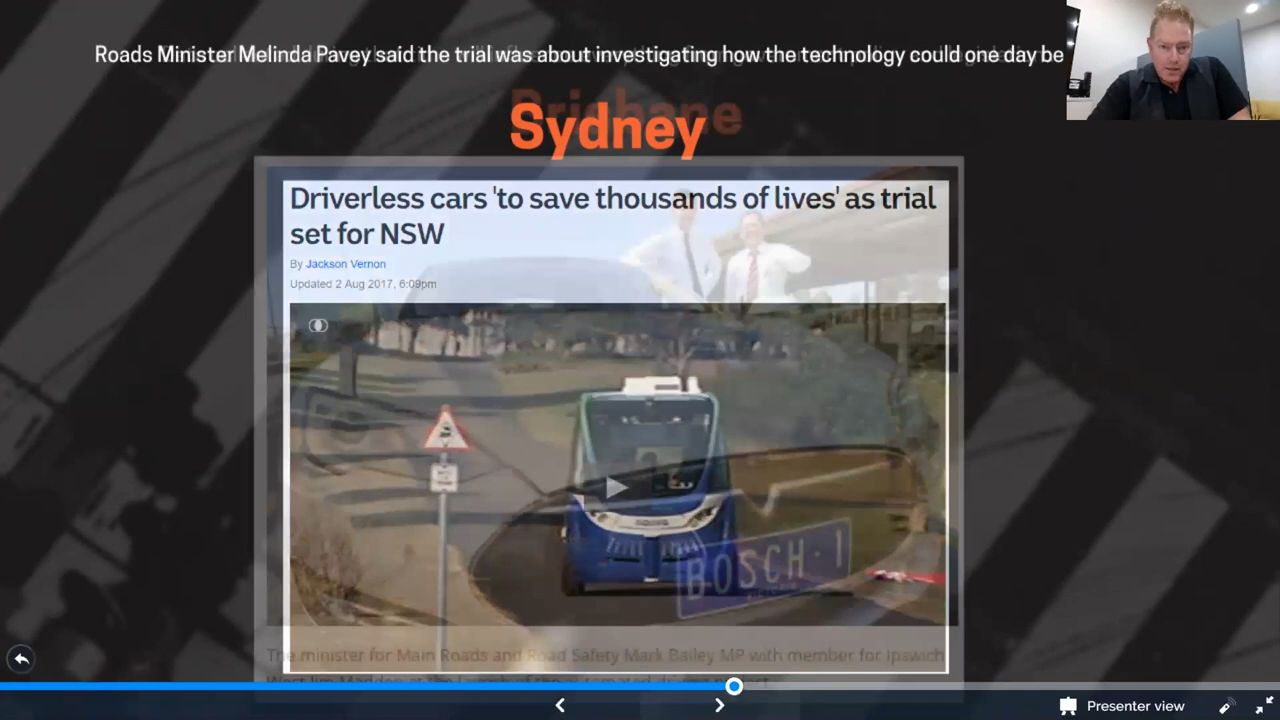 Roads Minister Melinda Pavey said the trial was about investigating how the technology could one day be
Brisbane
Sydney
Driverless cars 'to save thousands of lives' as trial
set for NSW
By Jackson Vernon
Updated 2 Aug 2017, 6:09pm
BOSCH·1
VICTORIA
The minister for Main Roads and Road Safety Mark Bailey MP with member for Ipswich
West Jim Madden at the launch of the automated driving project
Presenter view